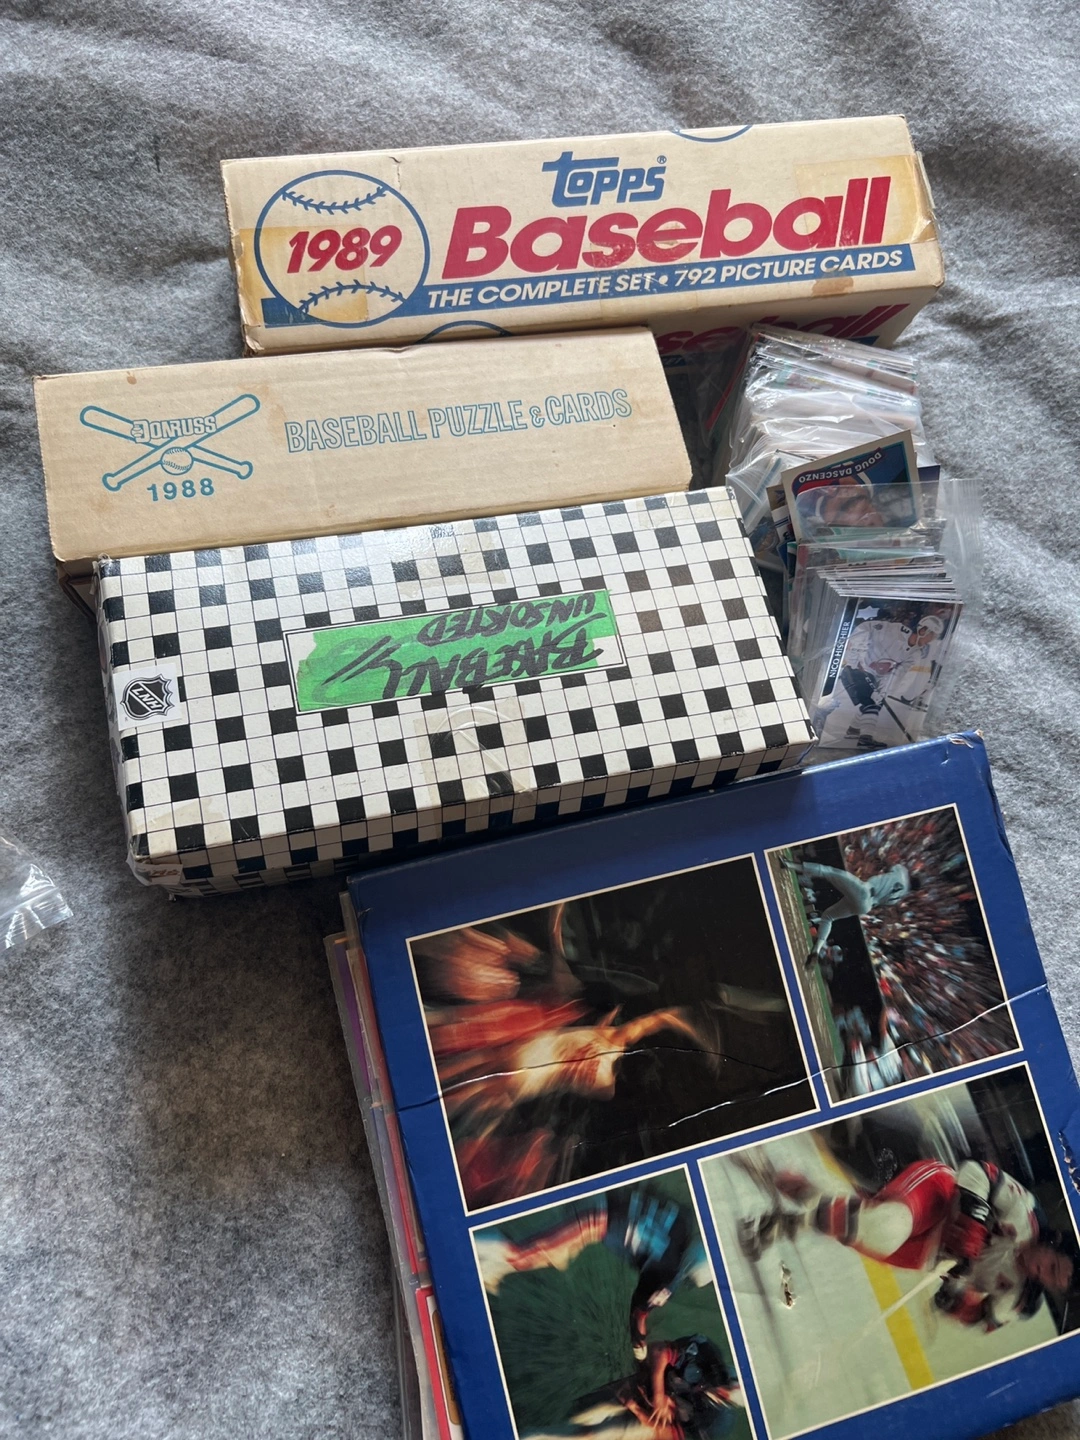 topps®
1989
Baseball
THE COMPLETE SET • 792 PICTURE CARDS
DONRUSS
1988
BASEBALL PUZZLE & CARDS
DOUG DASCENZO
NICO HISCHIER
BASEBALL
UNSORTED
LNH